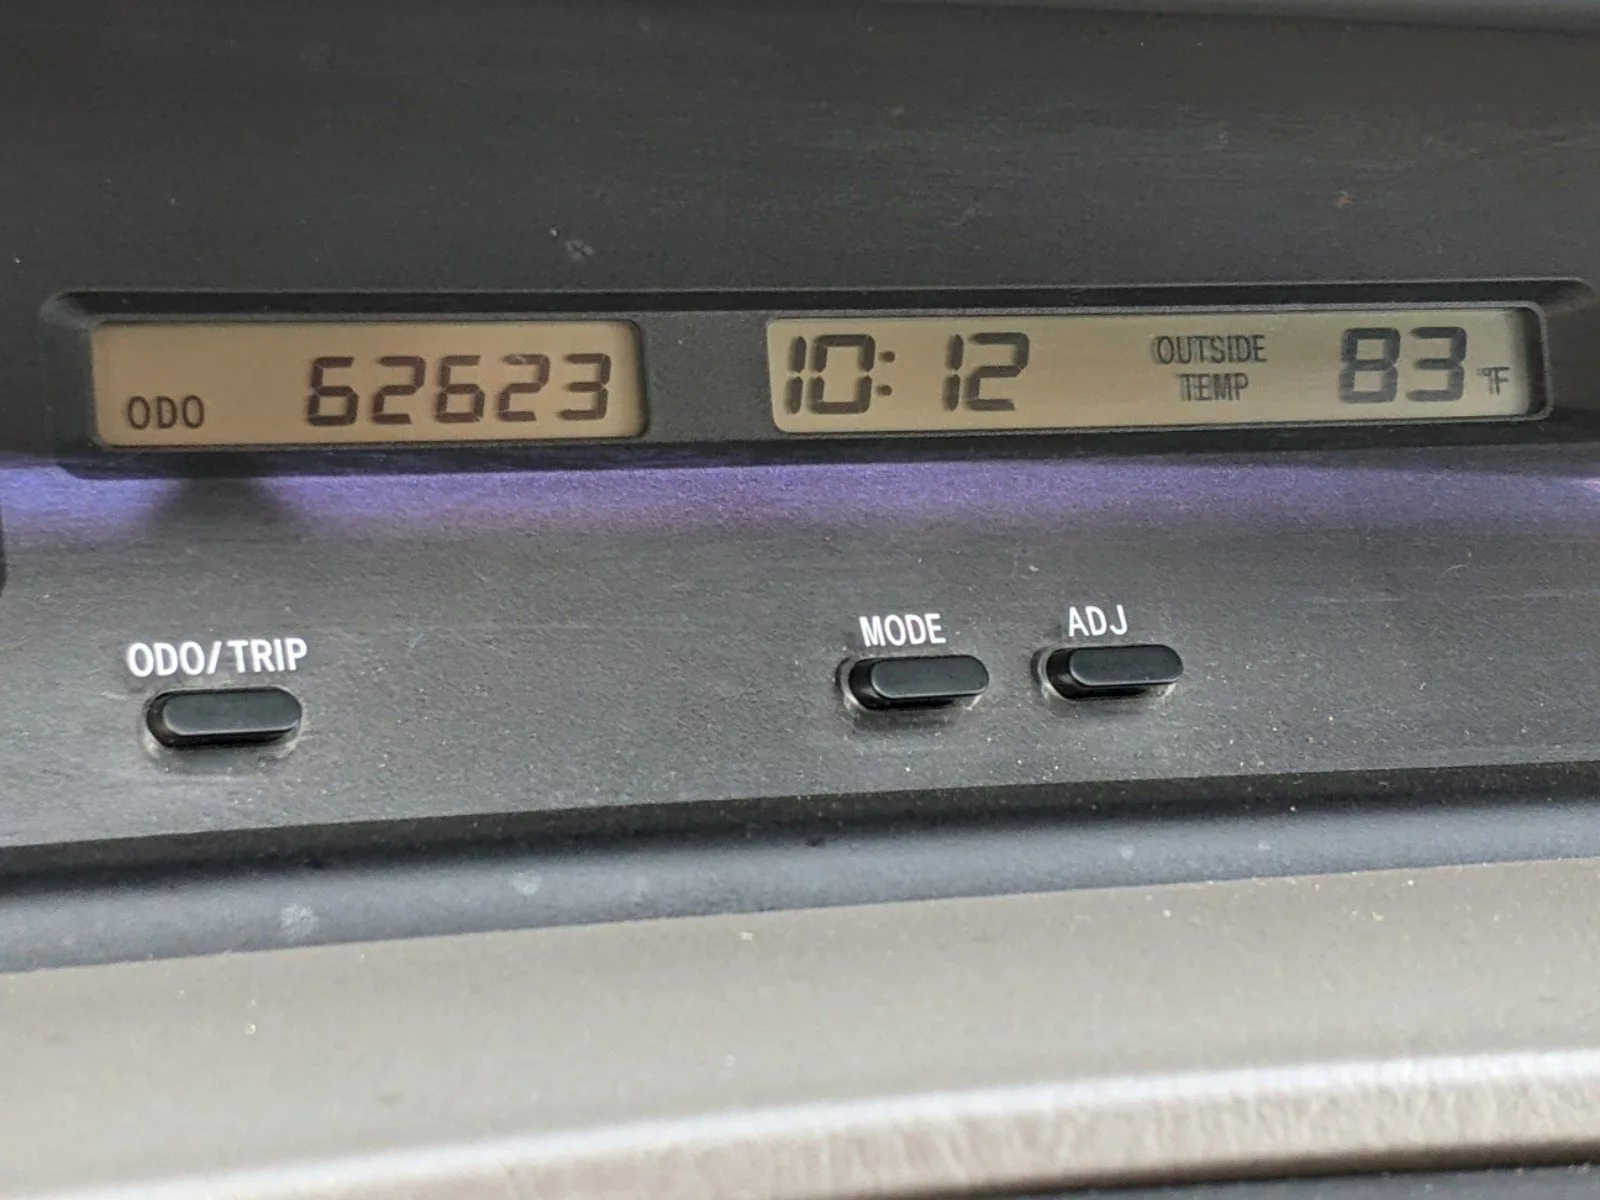 ODO 62623
10:12 OUTSIDE TEMP 83 °F
ODO/TRIP
MODE
ADJ